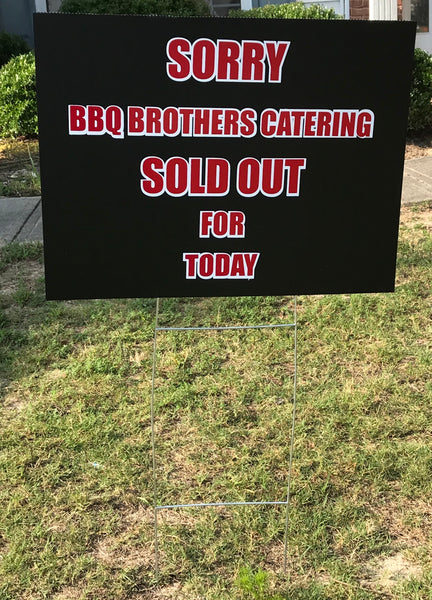 SORRY
BBQ BROTHERS CATERING
SOLD OUT
FOR
TODAY